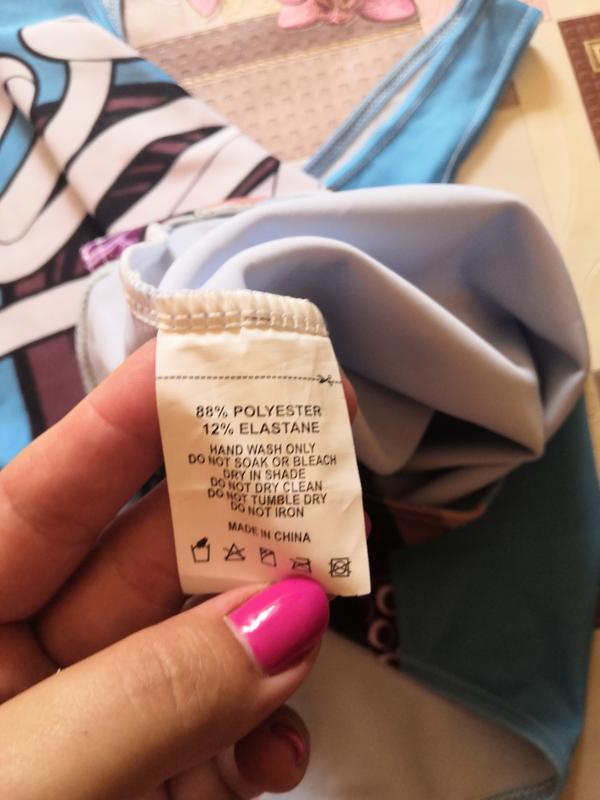 88% POLYESTER
12% ELASTANE
HAND WASH ONLY
DO NOT SOAK OR BLEACH
DRY IN SHADE
DO NOT DRY CLEAN
DO NOT TUMBLE DRY
DO NOT IRON
MADE IN CHINA